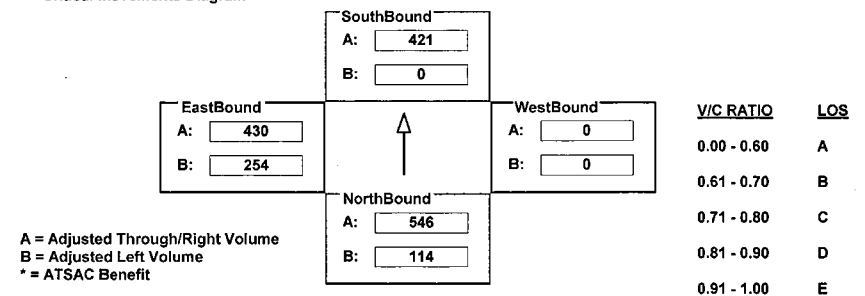 SouthBound
A: 421
B: 0
EastBound
A: 430
B: 254
WestBound
A: 0
B: 0
NorthBound
A: 546
B: 114
A = Adjusted Through/Right Volume
B = Adjusted Left Volume
* = ATSAC Benefit
V/C RATIO LOS
0.00 - 0.60 A
0.61 - 0.70 B
0.71 - 0.80 C
0.81 - 0.90 D
0.91 - 1.00 E